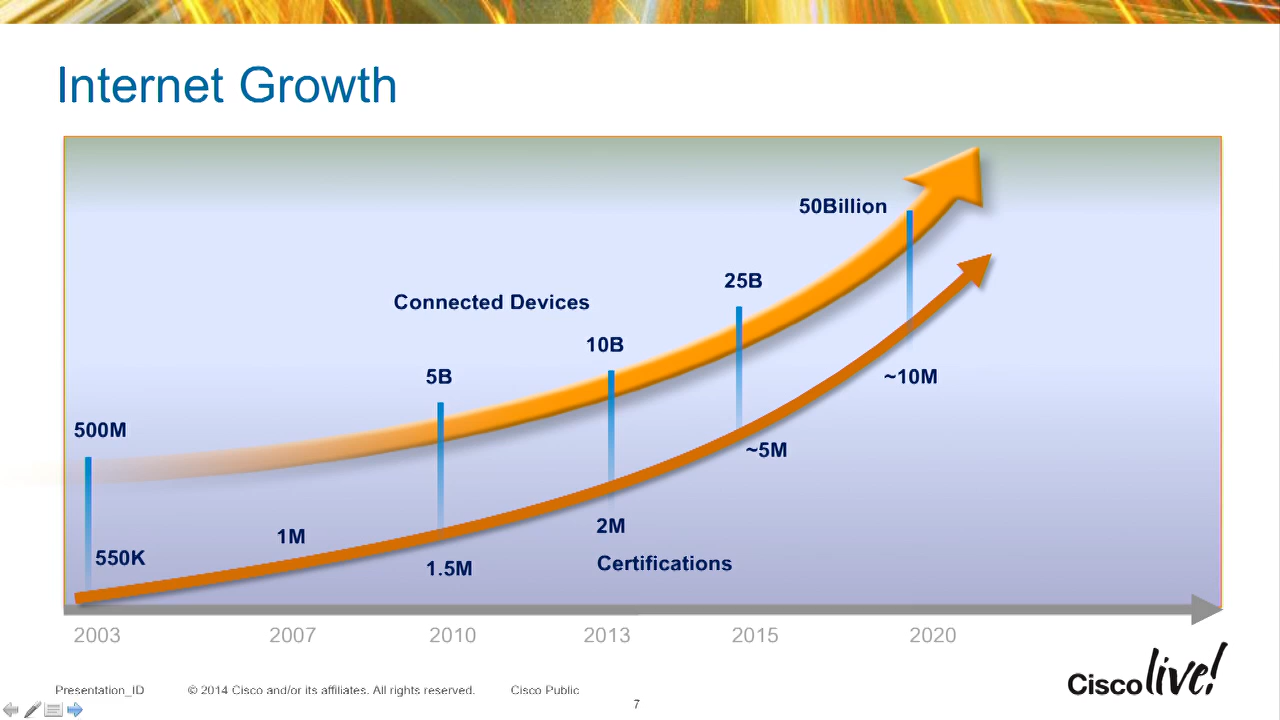 Internet Growth
50Billion
25B
Connected Devices
10B
5B
~10M
500M
~5M
2M
1M
550K
1.5M
Certifications
2003 2007 2010 2013 2015 2020
Presentation_ID © 2014 Cisco and/or its affiliates. All rights reserved. Cisco Public
7
Cisco live!